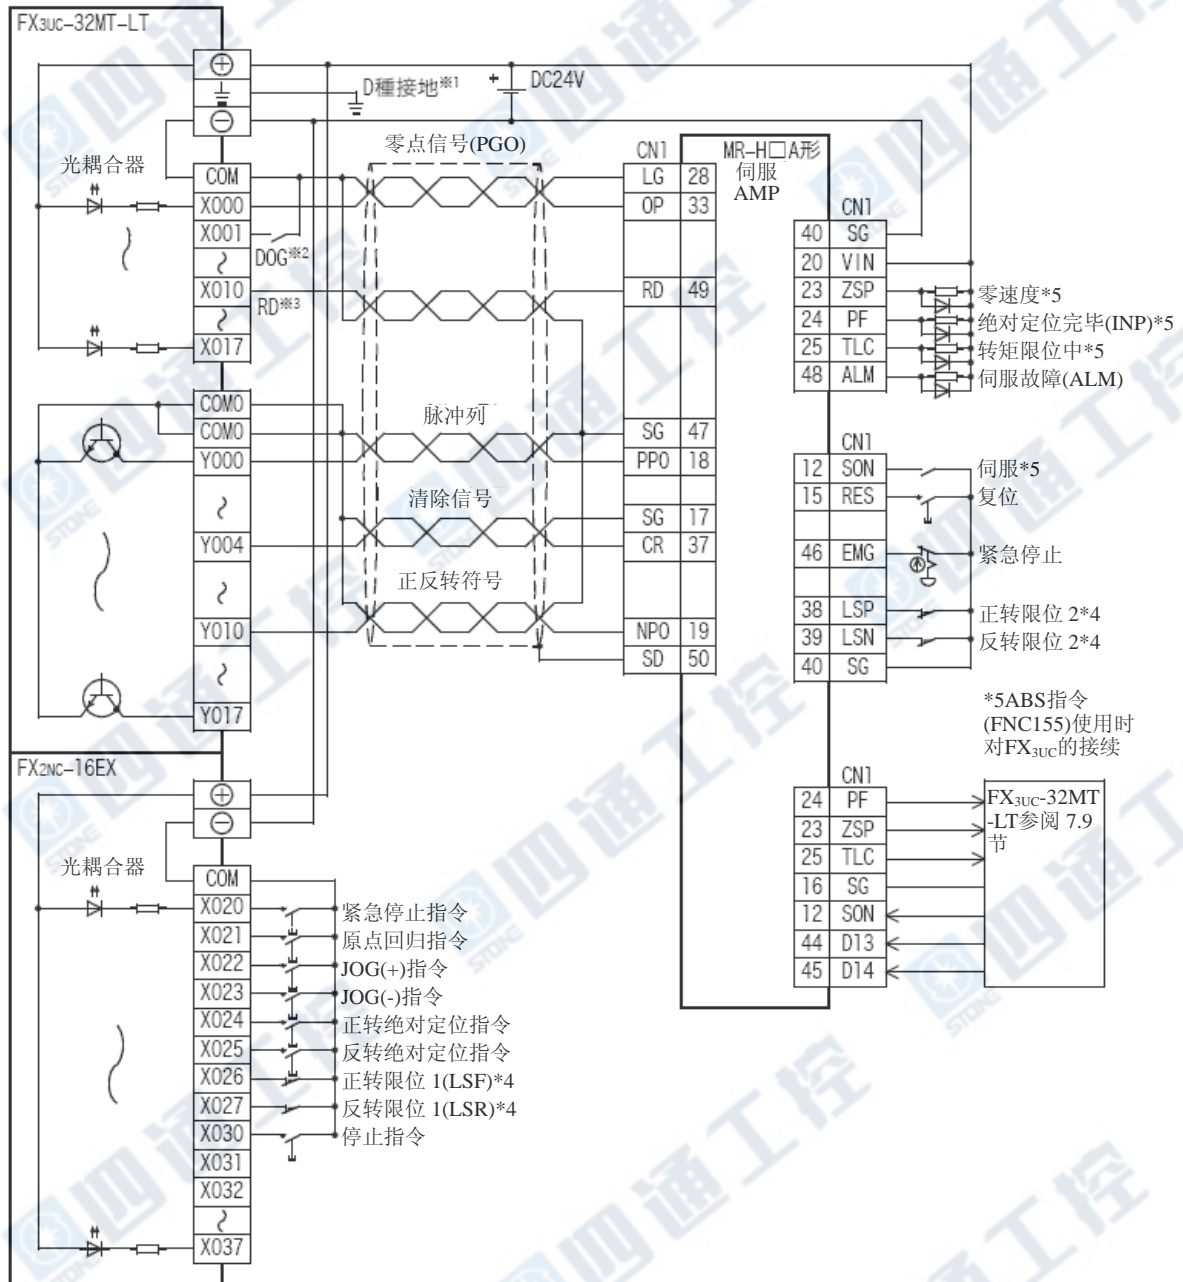 FX3UC-32MT-LT
D種接地※1
+
DC24V
光耦合器
COM
X000
X001
X010
X017
COM0
COM0
Y000
Y004
Y010
Y017
DOG※2
RD※3
零点信号(PGO)
脉冲列
清除信号
正反转符号
CN1
LG 28
OP 33
RD 49
SG 47
PPO 18
SG 17
CR 37
NPO 19
SD 50
MR-H□A形
伺服
AMP
CN1
40 SG
20 VIN
23 ZSP 零速度*5
24 PF 绝对定位完毕(INP)*5
25 TLC 转矩限位中*5
48 ALM 伺服故障(ALM)
CN1
12 SON 伺服*5
15 RES 复位
46 EMG 紧急停止
38 LSP 正转限位 2*4
39 LSN 反转限位 2*4
40 SG
*5ABS指令
(FNC155)使用时
对FX3UC的接续
CN1
24 PF
23 ZSP
25 TLC
16 SG
12 SON
44 D13
45 D14
FX3UC-32MT
-LT参阅 7.9
节
FX2NC-16EX
光耦合器
COM
X020 紧急停止指令
X021 原点回归指令
X022 JOG(+)指令
X023 JOG(-)指令
X024 正转绝对定位指令
X025 反转绝对定位指令
X026 正转限位 1(LSF)*4
X027 反转限位 1(LSR)*4
X030 停止指令
X031
X032
X037
四通工控
STONE